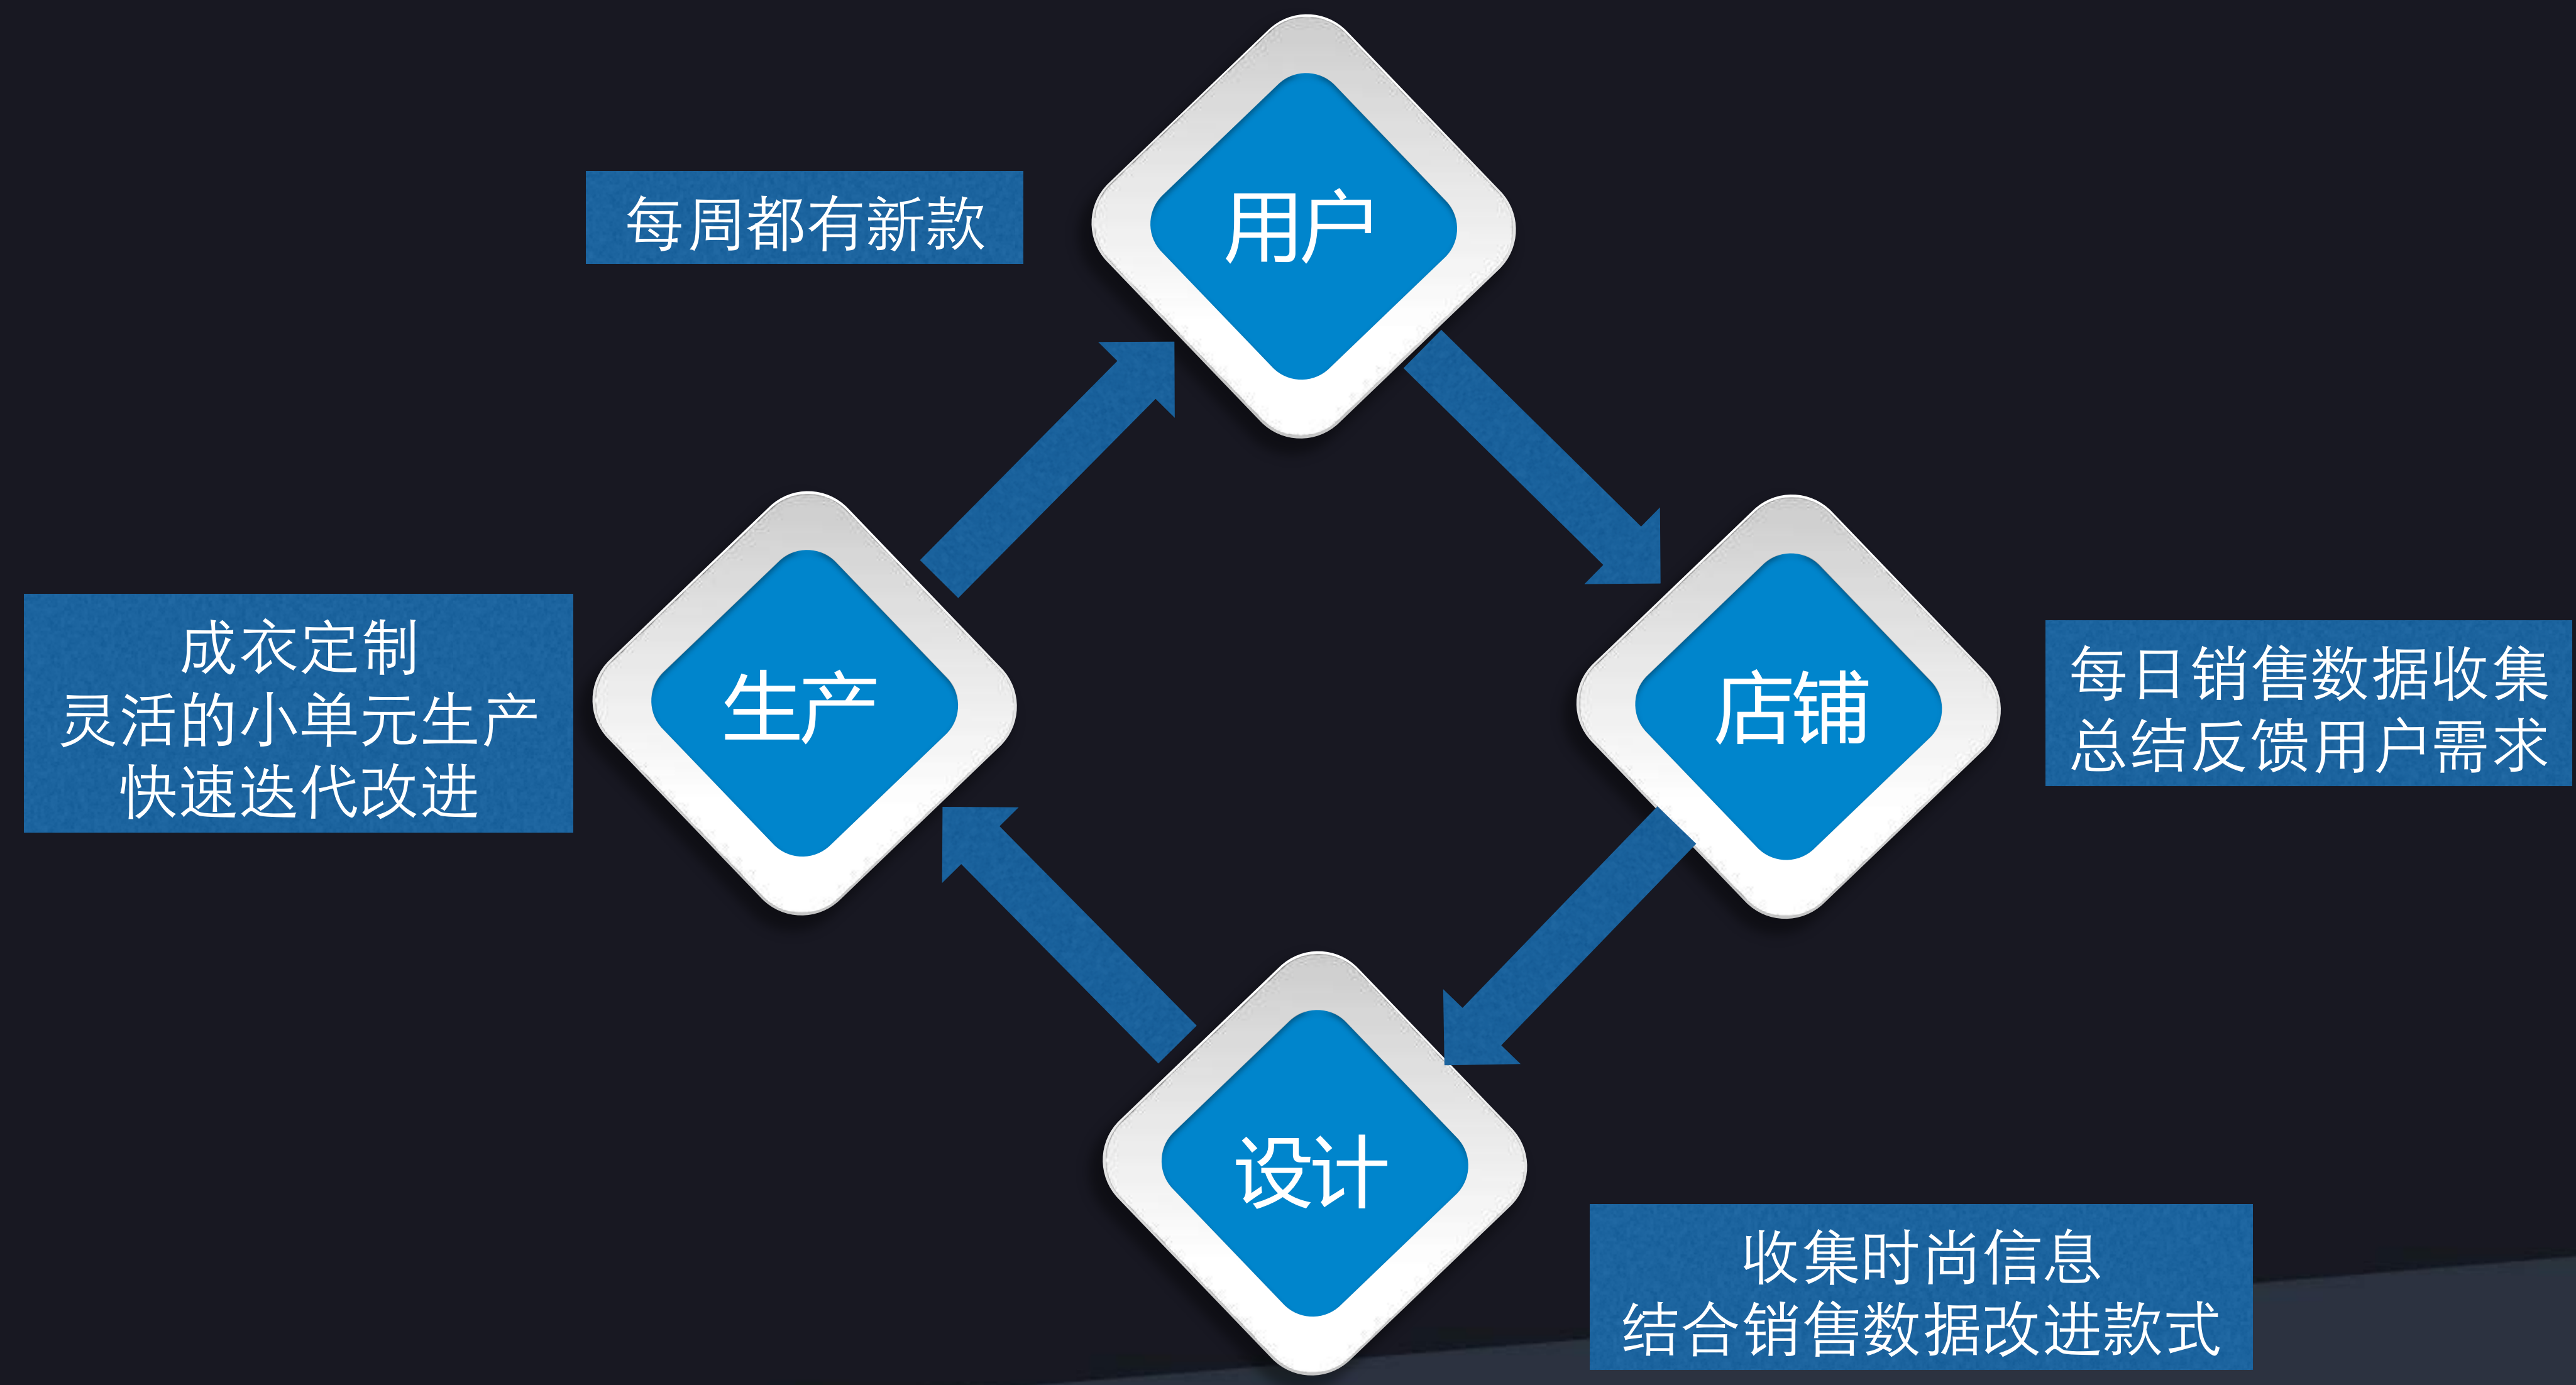 用户
每周都有新款
生产
成衣定制
灵活的小单元生产
快速迭代改进
店铺
每日销售数据收集
总结反馈用户需求
设计
收集时尚信息
结合销售数据改进款式